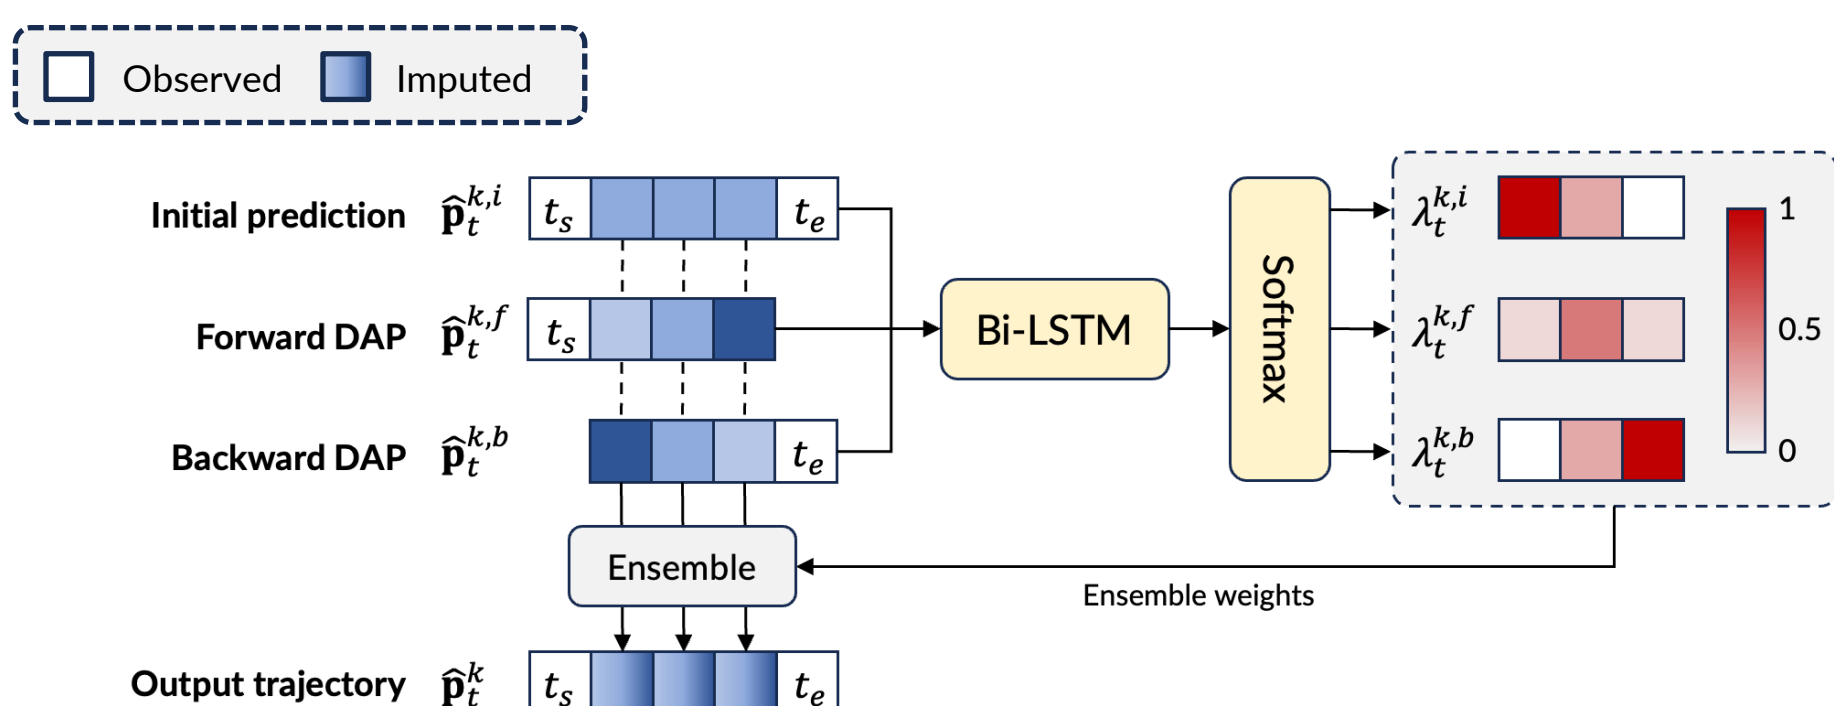 Observed Imputed
Initial prediction p̂_t^{k,i} t_s t_e
Forward DAP p̂_t^{k,f} t_s
Backward DAP p̂_t^{k,b} t_e
Bi-LSTM
Softmax
λ_t^{k,i}
λ_t^{k,f}
λ_t^{k,b}
1
0.5
0
Ensemble
Ensemble weights
Output trajectory p̂_t^k t_s t_e